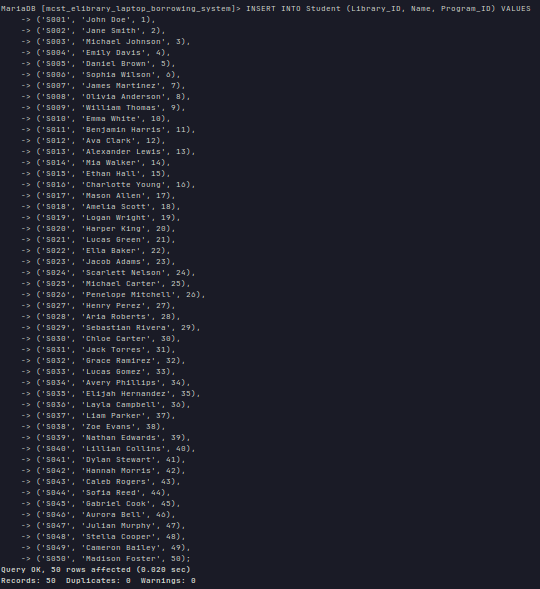 MariaDB [mcst_elibrary_laptop_borrowing_system]> INSERT INTO Student (Library_ID, Name, Program_ID) VALUES
    -> ('S001', 'John Doe', 1),
    -> ('S002', 'Jane Smith', 2),
    -> ('S003', 'Michael Johnson', 3),
    -> ('S004', 'Emily Davis', 4),
    -> ('S005', 'Daniel Brown', 5),
    -> ('S006', 'Sophia Wilson', 6),
    -> ('S007', 'James Martinez', 7),
    -> ('S008', 'Olivia Anderson', 8),
    -> ('S009', 'William Thomas', 9),
    -> ('S010', 'Emma White', 10),
    -> ('S011', 'Benjamin Harris', 11),
    -> ('S012', 'Ava Clark', 12),
    -> ('S013', 'Alexander Lewis', 13),
    -> ('S014', 'Mia Walker', 14),
    -> ('S015', 'Ethan Hall', 15),
    -> ('S016', 'Charlotte Young', 16),
    -> ('S017', 'Mason Allen', 17),
    -> ('S018', 'Amelia Scott', 18),
    -> ('S019', 'Logan Wright', 19),
    -> ('S020', 'Harper King', 20),
    -> ('S021', 'Lucas Green', 21),
    -> ('S022', 'Ella Baker', 22),
    -> ('S023', 'Jacob Adams', 23),
    -> ('S024', 'Scarlett Nelson', 24),
    -> ('S025', 'Michael Carter', 25),
    -> ('S026', 'Penelope Mitchell', 26),
    -> ('S027', 'Henry Perez', 27),
    -> ('S028', 'Aria Roberts', 28),
    -> ('S029', 'Sebastian Rivera', 29),
    -> ('S030', 'Chloe Carter', 30),
    -> ('S031', 'Jack Torres', 31),
    -> ('S032', 'Grace Ramirez', 32),
    -> ('S033', 'Lucas Gomez', 33),
    -> ('S034', 'Avery Phillips', 34),
    -> ('S035', 'Elijah Hernandez', 35),
    -> ('S036', 'Layla Campbell', 36),
    -> ('S037', 'Liam Parker', 37),
    -> ('S038', 'Zoe Evans', 38),
    -> ('S039', 'Nathan Edwards', 39),
    -> ('S040', 'Lillian Collins', 40),
    -> ('S041', 'Dylan Stewart', 41),
    -> ('S042', 'Hannah Morris', 42),
    -> ('S043', 'Caleb Rogers', 43),
    -> ('S044', 'Sofia Reed', 44),
    -> ('S045', 'Gabriel Cook', 45),
    -> ('S046', 'Aurora Bell', 46),
    -> ('S047', 'Julian Murphy', 47),
    -> ('S048', 'Stella Cooper', 48),
    -> ('S049', 'Cameron Bailey', 49),
    -> ('S050', 'Madison Foster', 50);
Query OK, 50 rows affected (0.020 sec)
Records: 50  Duplicates: 0  Warnings: 0